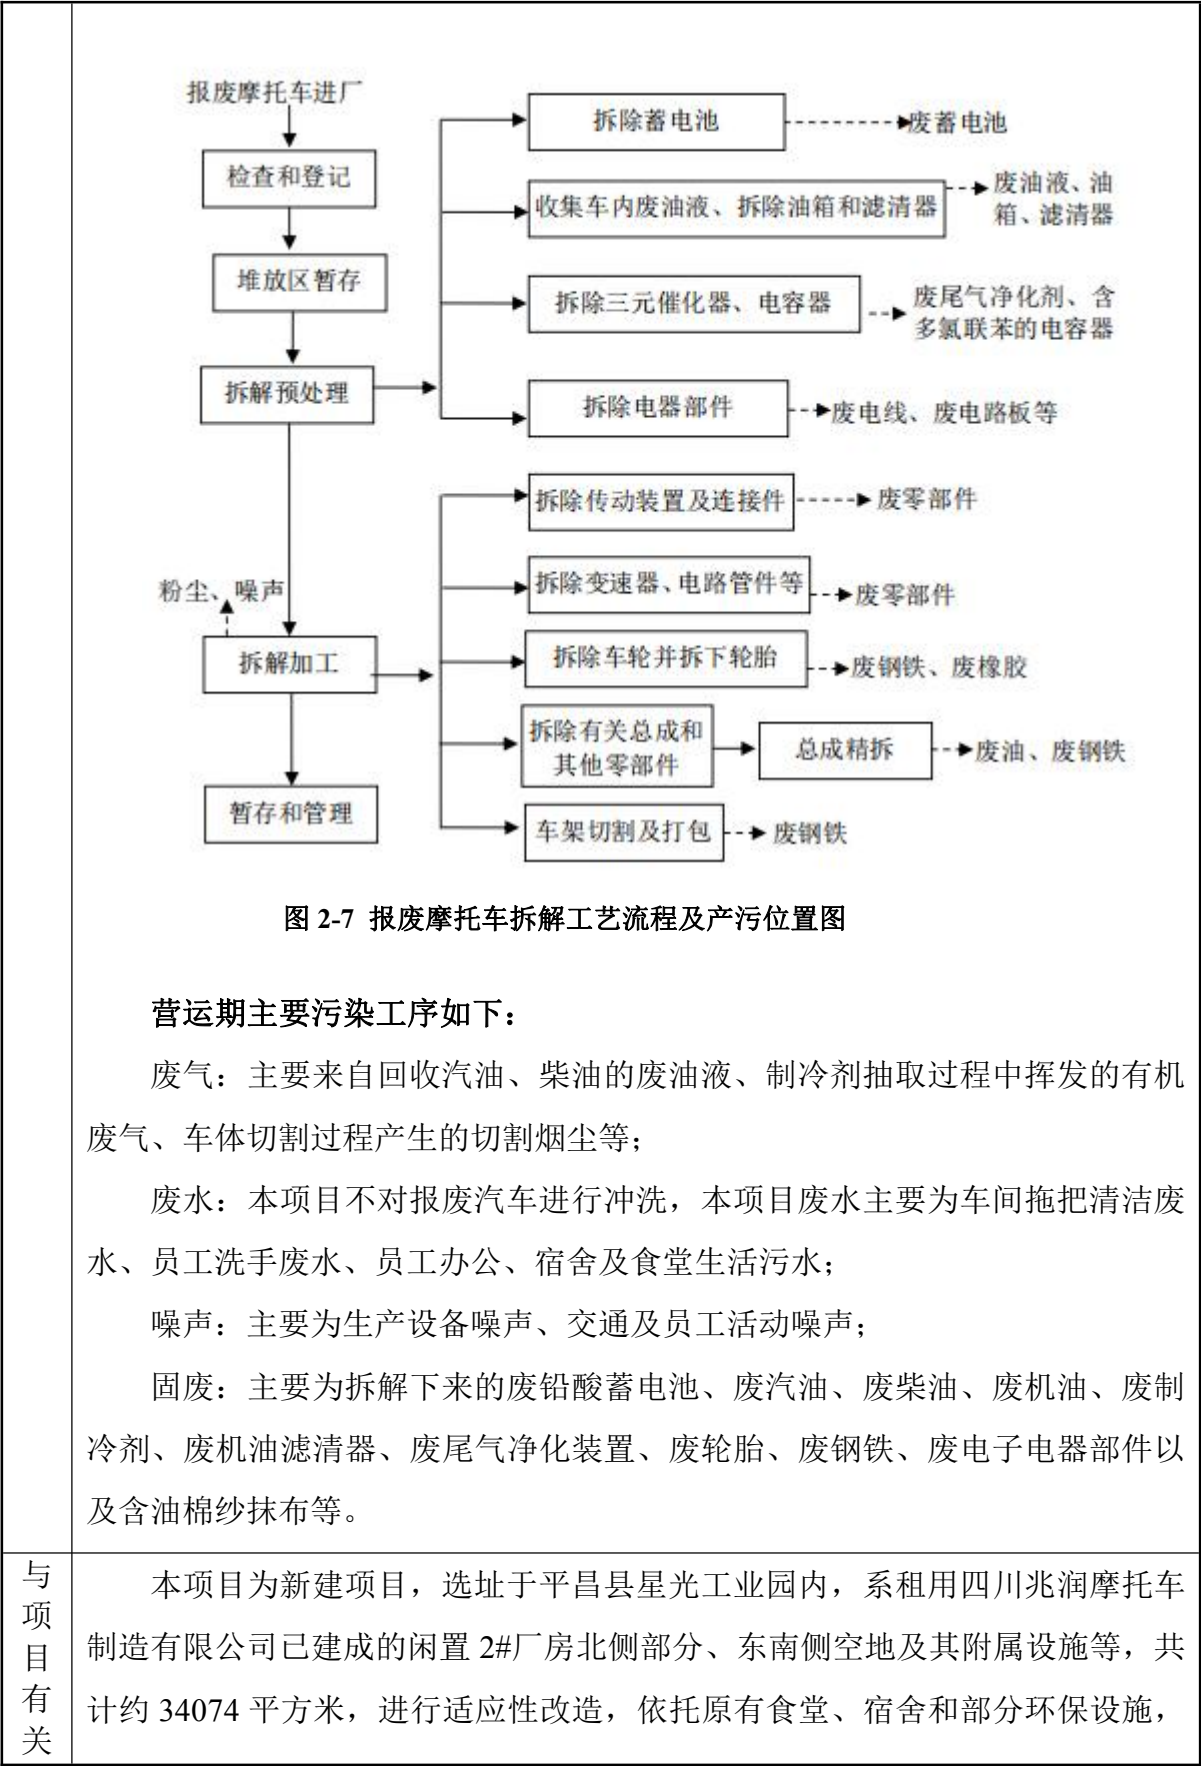 报废摩托车进厂
检查和登记
堆放区暂存
拆解预处理
拆除蓄电池
废蓄电池
收集车内废油液、拆除油箱和滤清器
废油液、油
箱、滤清器
拆除三元催化器、电容器
废尾气净化剂、含
多氯联苯的电容器
拆除电器部件
废电线、废电路板等
粉尘、噪声
拆解加工
暂存和管理
拆除传动装置及连接件
废零部件
拆除变速器、电路管件等
废零部件
拆除车轮并拆下轮胎
废钢铁、废橡胶
拆除有关总成和
其他零部件
总成精拆
废油、废钢铁
车架切割及打包
废钢铁
图 2-7 报废摩托车拆解工艺流程及产污位置图
营运期主要污染工序如下：
废气：主要来自回收汽油、柴油的废油液、制冷剂抽取过程中挥发的有机
废气、车体切割过程产生的切割烟尘等；
废水：本项目不对报废汽车进行冲洗，本项目废水主要为车间拖把清洁废
水、员工洗手废水、员工办公、宿舍及食堂生活污水；
噪声：主要为生产设备噪声、交通及员工活动噪声；
固废：主要为拆解下来的废铅酸蓄电池、废汽油、废柴油、废机油、废制
冷剂、废机油滤清器、废尾气净化装置、废轮胎、废钢铁、废电子电器部件以
及含油棉纱抹布等。
与
项
目
有
关
本项目为新建项目，选址于平昌县星光工业园内，系租用四川兆润摩托车
制造有限公司已建成的闲置 2#厂房北侧部分、东南侧空地及其附属设施等，共
计约 34074 平方米，进行适应性改造，依托原有食堂、宿舍和部分环保设施，